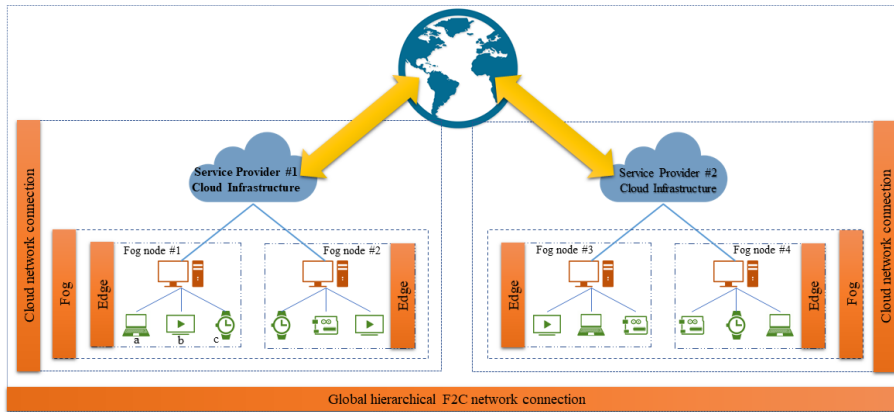 Service Provider #1
Cloud Infrastructure
Service Provider #2
Cloud Infrastructure
Cloud network connection
Fog
Edge
Fog node #1
a
b
c
Fog node #2
Edge
Edge
Fog node #3
Fog node #4
Edge
Fog
Cloud network connection
Global hierarchical F2C network connection